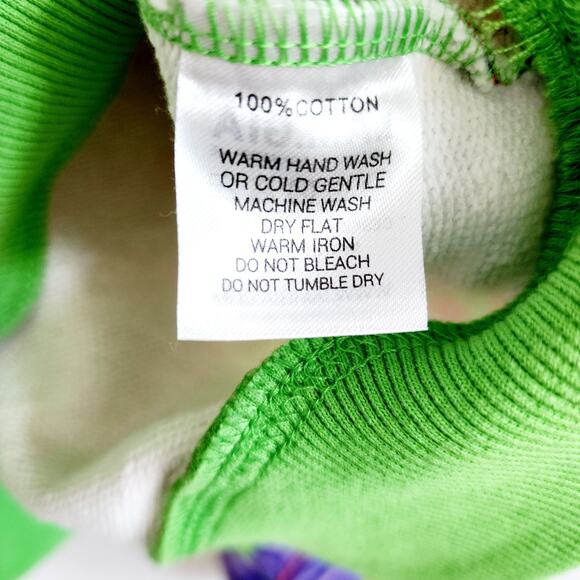 100% COTTON
WARM HAND WASH
OR COLD GENTLE
MACHINE WASH
DRY FLAT
WARM IRON
DO NOT BLEACH
DO NOT TUMBLE DRY